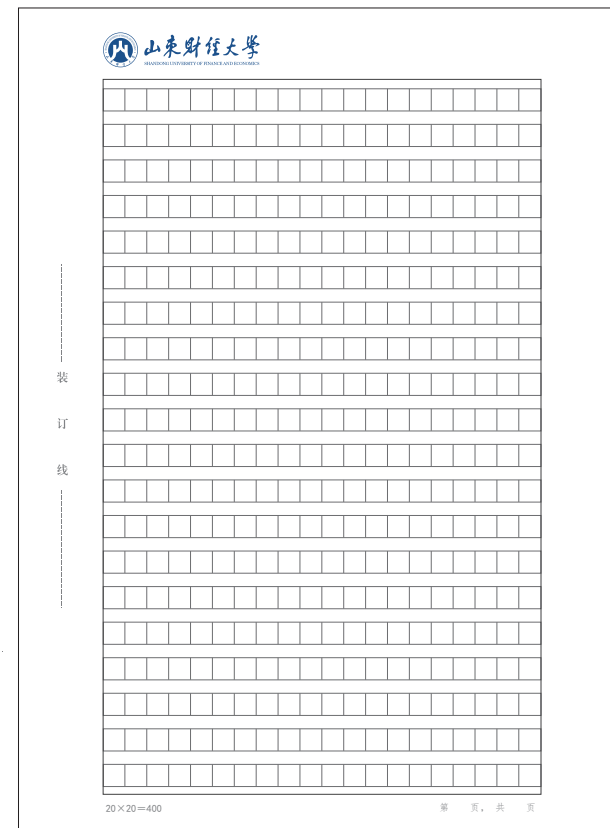 山东财经大学
SHANDONG UNIVERSITY OF FINANCE AND ECONOMICS
装
订
线
20×20=400
第 页，共 页